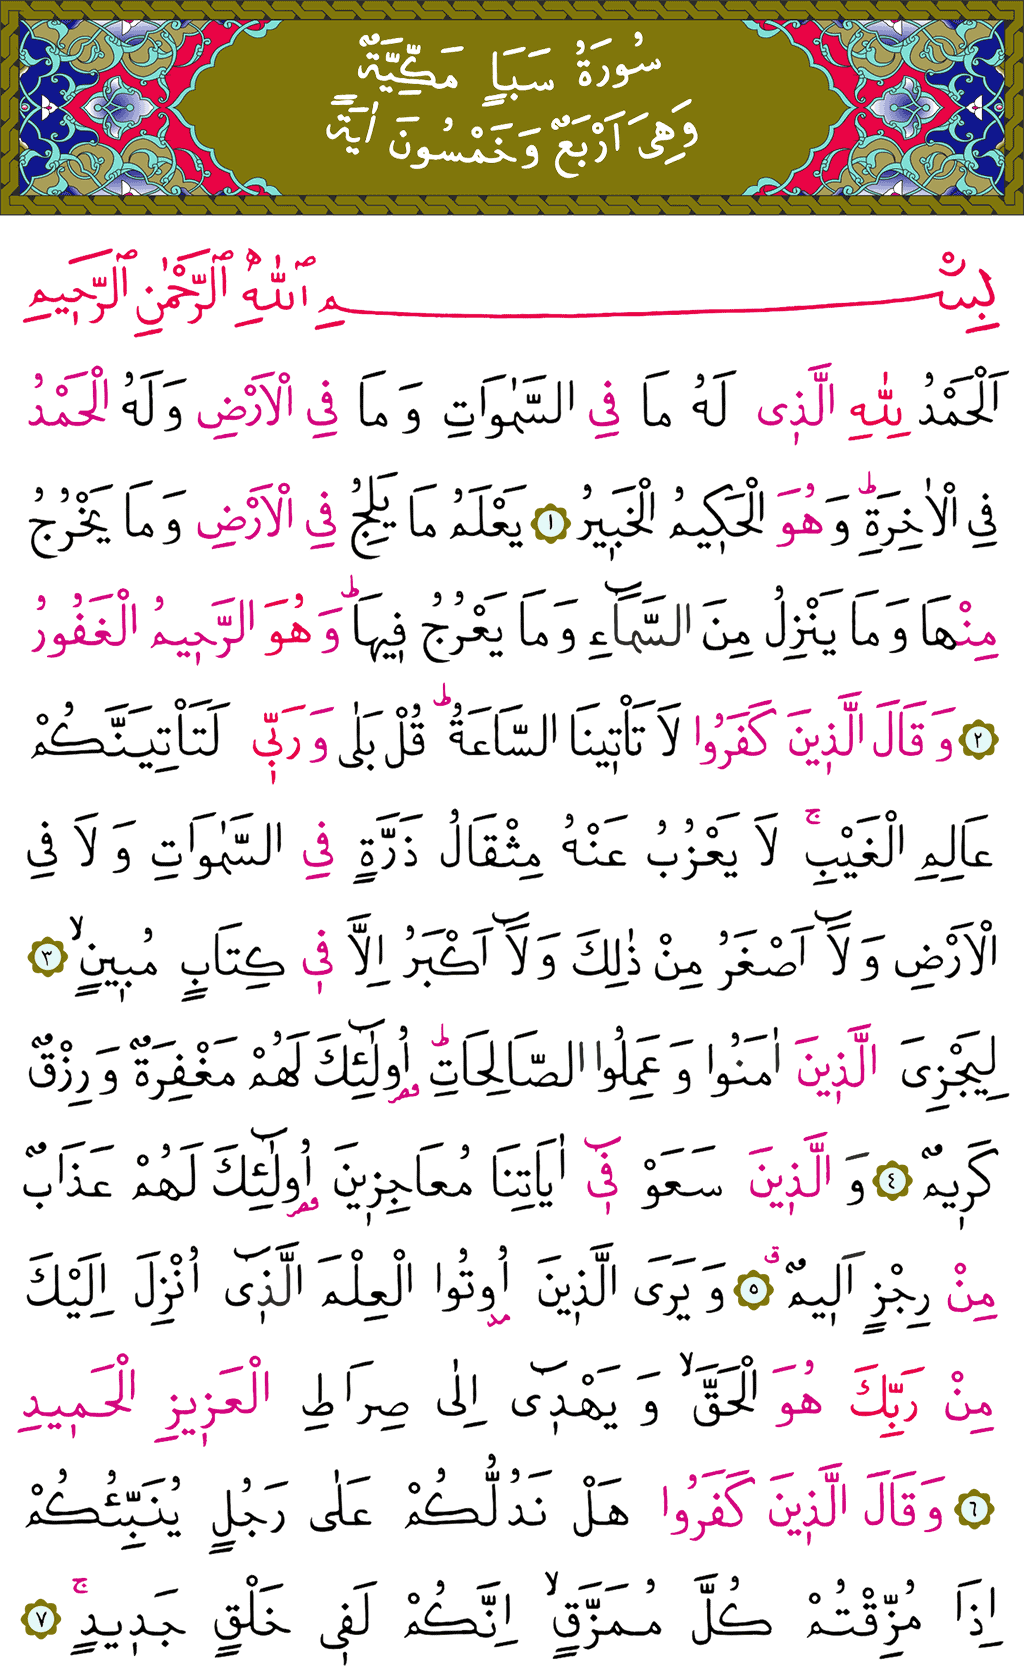 سُورَةُ سَبَاٍ مَكِّيَّةٌ
وَهِىَ اَرْبَعٌ وَخَمْسُونَ اٰيَةً
بِسْمِ ٱللّٰهِ ٱلرَّحْمٰنِ ٱلرَّح۪يمِ
اَلْحَمْدُ لِلّٰهِ الَّذ۪ى لَهُ مَا فِى السَّمٰوَاتِ وَمَا فِى الْاَرْضِ وَلَهُ الْحَمْدُ
فِى الْاٰخِرَةِۜ وَهُوَ الْحَك۪يمُ الْخَب۪يرُ ﴿١﴾ يَعْلَمُ مَا يَلِجُ فِى الْاَرْضِ وَمَا يَخْرُجُ
مِنْهَا وَمَا يَنْزِلُ مِنَ السَّمَٓاءِ وَمَا يَعْرُجُ ف۪يهَاۜ وَهُوَ الرَّح۪يمُ الْغَفُورُ
﴿٢﴾ وَقَالَ الَّذ۪ينَ كَفَرُوا لَا تَاْت۪ينَا السَّاعَةُۜ قُلْ بَلٰى وَرَبّ۪ى لَتَاْتِيَنَّكُمْ
عَالِمِ الْغَيْبِۚ لَا يَعْزُبُ عَنْهُ مِثْقَالُ ذَرَّةٍ فِى السَّمٰوَاتِ وَلَا فِى
الْاَرْضِ وَلَٓا اَصْغَرُ مِنْ ذٰلِكَ وَلَٓا اَكْبَرُ اِلَّا ف۪ى كِتَابٍ مُب۪ينٍۙ ﴿٣﴾
لِيَجْزِىَ الَّذ۪ينَ اٰمَنُوا وَعَمِلُوا الصَّالِحَاتِۜ اُو۬لٰٓئِكَ لَهُمْ مَغْفِرَةٌ وَرِزْقٌ
كَر۪يمٌ ﴿٤﴾ وَالَّذ۪ينَ سَعَوْ ف۪ٓى اٰيَاتِنَا مُعَاجِز۪ينَ اُو۬لٰٓئِكَ لَهُمْ عَذَابٌ
مِنْ رِجْزٍ اَل۪يمٌ ﴿٥﴾ وَيَرَى الَّذ۪ينَ اُو۫تُوا الْعِلْمَ الَّذ۪ٓى اُنْزِلَ اِلَيْكَ
مِنْ رَبِّكَ هُوَ الْحَقَّۙ وَيَهْد۪ٓى اِلٰى صِرَاطِ الْعَز۪يزِ الْحَم۪يدِ
﴿٦﴾ وَقَالَ الَّذ۪ينَ كَفَرُوا هَلْ نَدُلُّكُمْ عَلٰى رَجُلٍ يُنَبِّئُكُمْ
اِذَا مُزِّقْتُمْ كُلَّ مُمَزَّقٍۙ اِنَّكُمْ لَف۪ى خَلْقٍ جَد۪يدٍۚ ﴿٧﴾